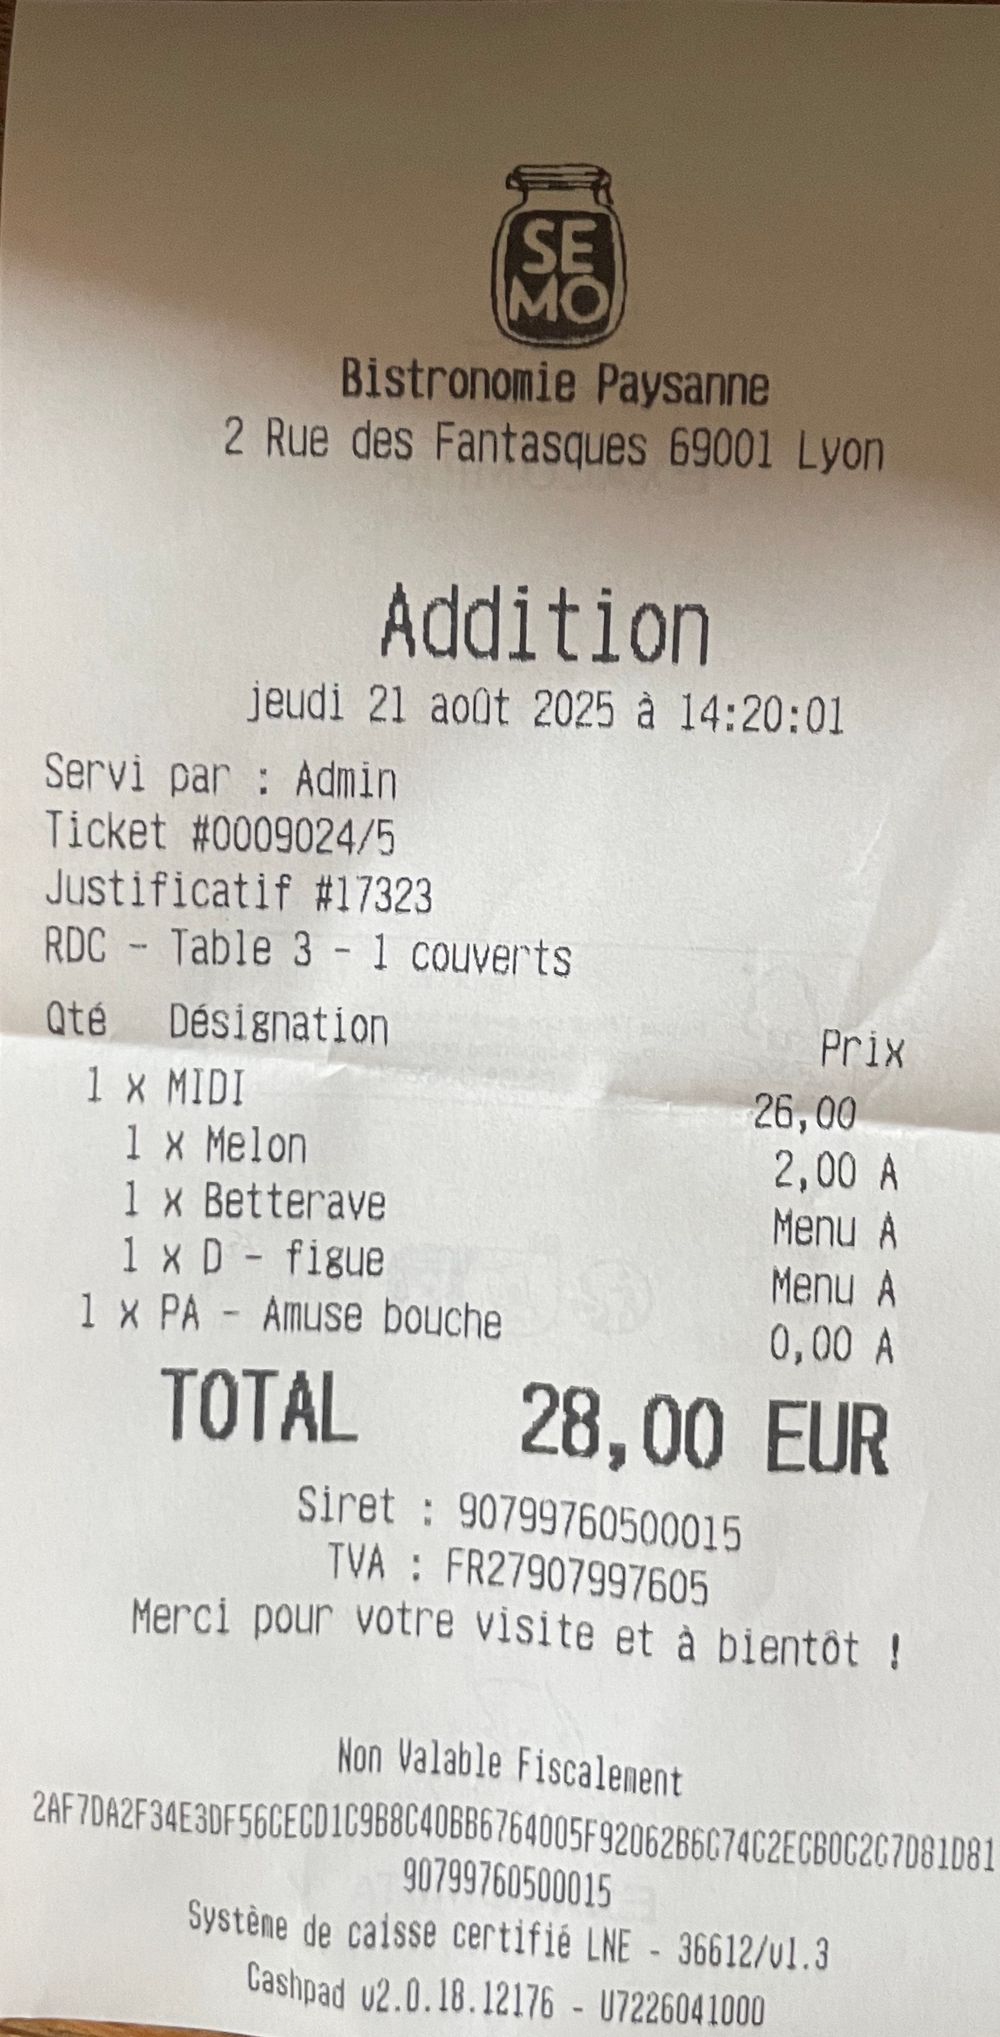 SE
MO
Bistronomie Paysanne
2 Rue des Fantasques 69001 Lyon
Addition
jeudi 21 août 2025 à 14:20:01
Servi par : Admin
Ticket #0009024/5
Justificatif #17323
RDC - Table 3 - 1 couverts
Qté Désignation Prix
1 x MIDI 26,00
1 x Melon 2,00 A
1 x Betterave Menu A
1 x D - figue Menu A
1 x PA - Amuse bouche 0,00 A
TOTAL 28,00 EUR
Siret : 90799760500015
TVA : FR27907997605
Merci pour votre visite et à bientôt !
Non Valable Fiscalement
2AF7DA2F34E3DF56CECD1C9B8C40BB6764005F92062B6C74C2ECB0C2C7D81D81
90799760500015
Système de caisse certifié LNE - 36612/v1.3
Cashpad v2.0.18.12176 - U7226041000